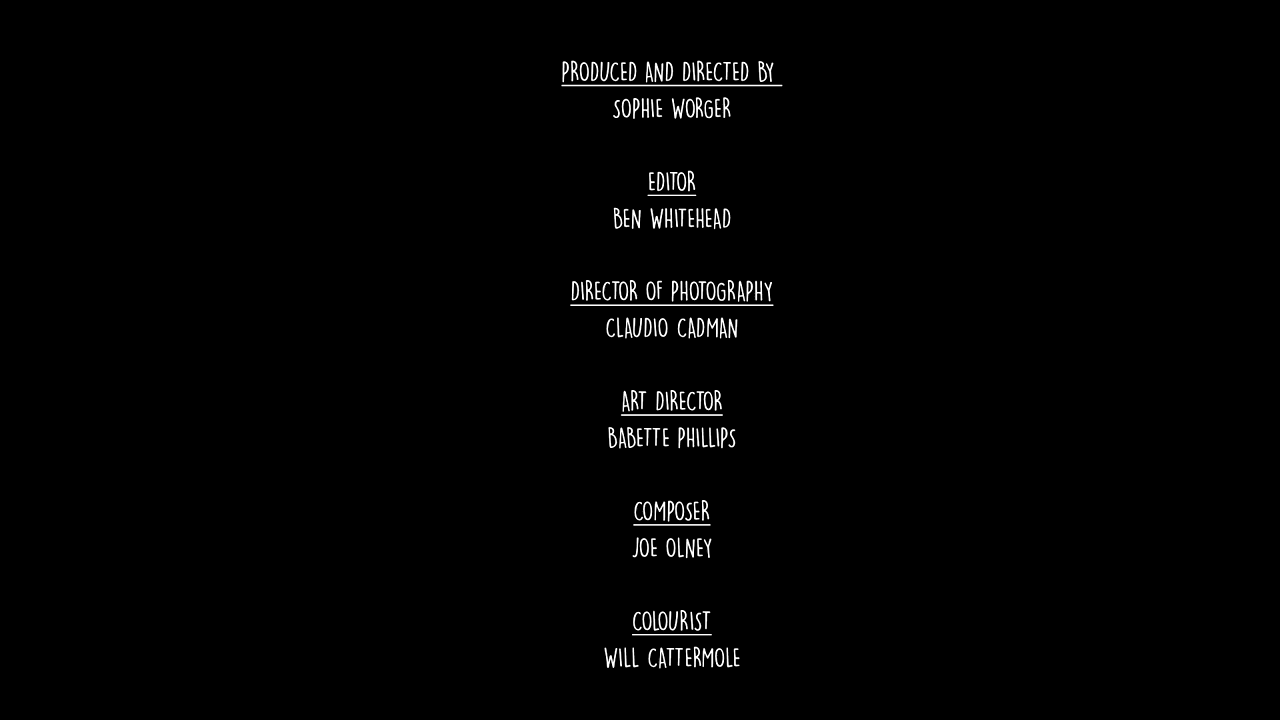 PRODUCED AND DIRECTED BY
SOPHIE WORGER
EDITOR
BEN WHITEHEAD
DIRECTOR OF PHOTOGRAPHY
CLAUDIO CADMAN
ART DIRECTOR
BABETTE PHILLIPS
COMPOSER
JOE OLNEY
COLOURIST
WILL CATTERMOLE